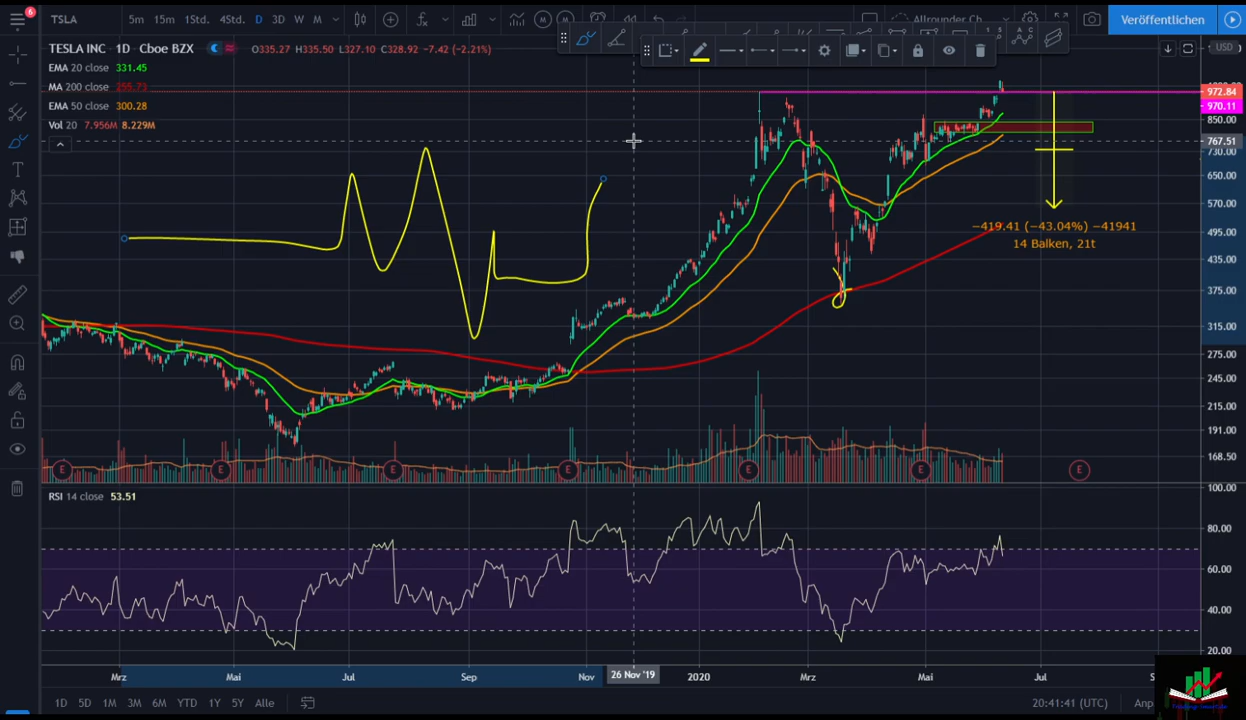 6
TSLA 5m 15m 1Std. 4Std. D 3D W M
Veröffentlichen
TESLA INC · 1D · Cboe BZX O335.27 H335.50 L327.10 C328.92 -7.42 (-2.21%)
USD
EMA 20 close 331.45
MA 200 close 255.73
EMA 50 close 300.28
Vol 20 7.956M 8.229M
972.84
970.11
850.00
767.51
730.00
650.00
570.00
495.00
435.00
375.00
315.00
275.00
245.00
215.00
191.00
168.50
−419.41 (−43.04%) −41941
14 Balken, 21t
E E E E E E E
RSI 14 close 53.51
100.00
80.00
60.00
40.00
20.00
Mrz Mai Jul Sep Nov 26 Nov '19 2020 Mrz Mai Jul
1D 5D 1M 3M 6M YTD 1Y 5Y Alle
20:41:41 (UTC)